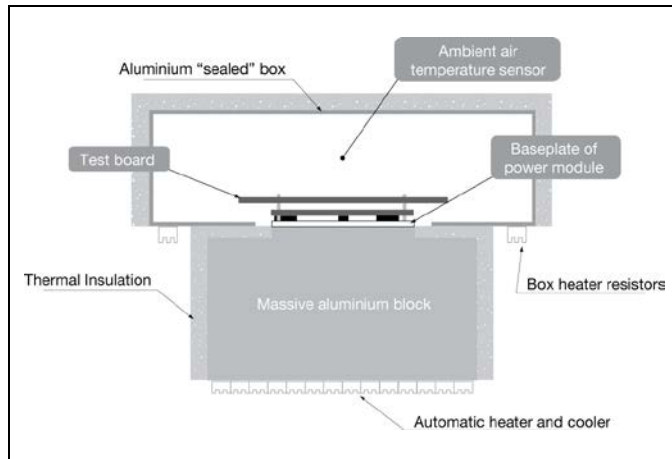 Ambient air
temperature sensor
Aluminium “sealed” box
Test board
Baseplate of
power module
Thermal Insulation
Massive aluminium block
Box heater resistors
Automatic heater and cooler